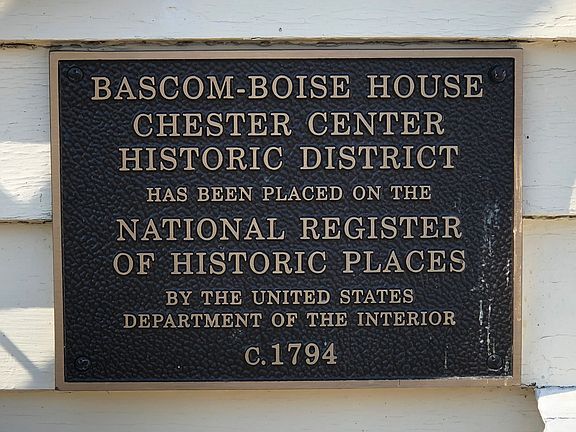 BASCOM-BOISE HOUSE
CHESTER CENTER
HISTORIC DISTRICT
HAS BEEN PLACED ON THE
NATIONAL REGISTER
OF HISTORIC PLACES
BY THE UNITED STATES
DEPARTMENT OF THE INTERIOR
C.1794